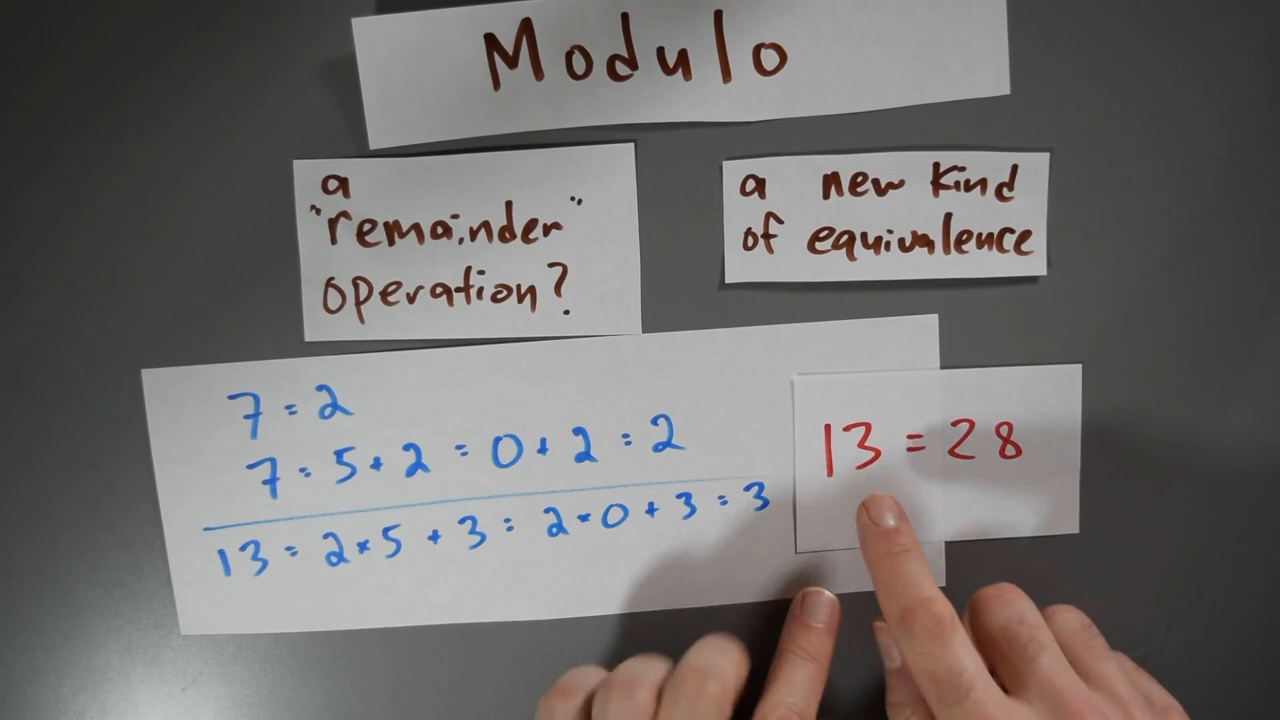 Modulo
a
"remainder"
operation?
a new kind
of equivalence
7 = 2
7 = 5 + 2 = 0 + 2 = 2
13 = 2 * 5 + 3 = 2 * 0 + 3 = 3
13 = 28